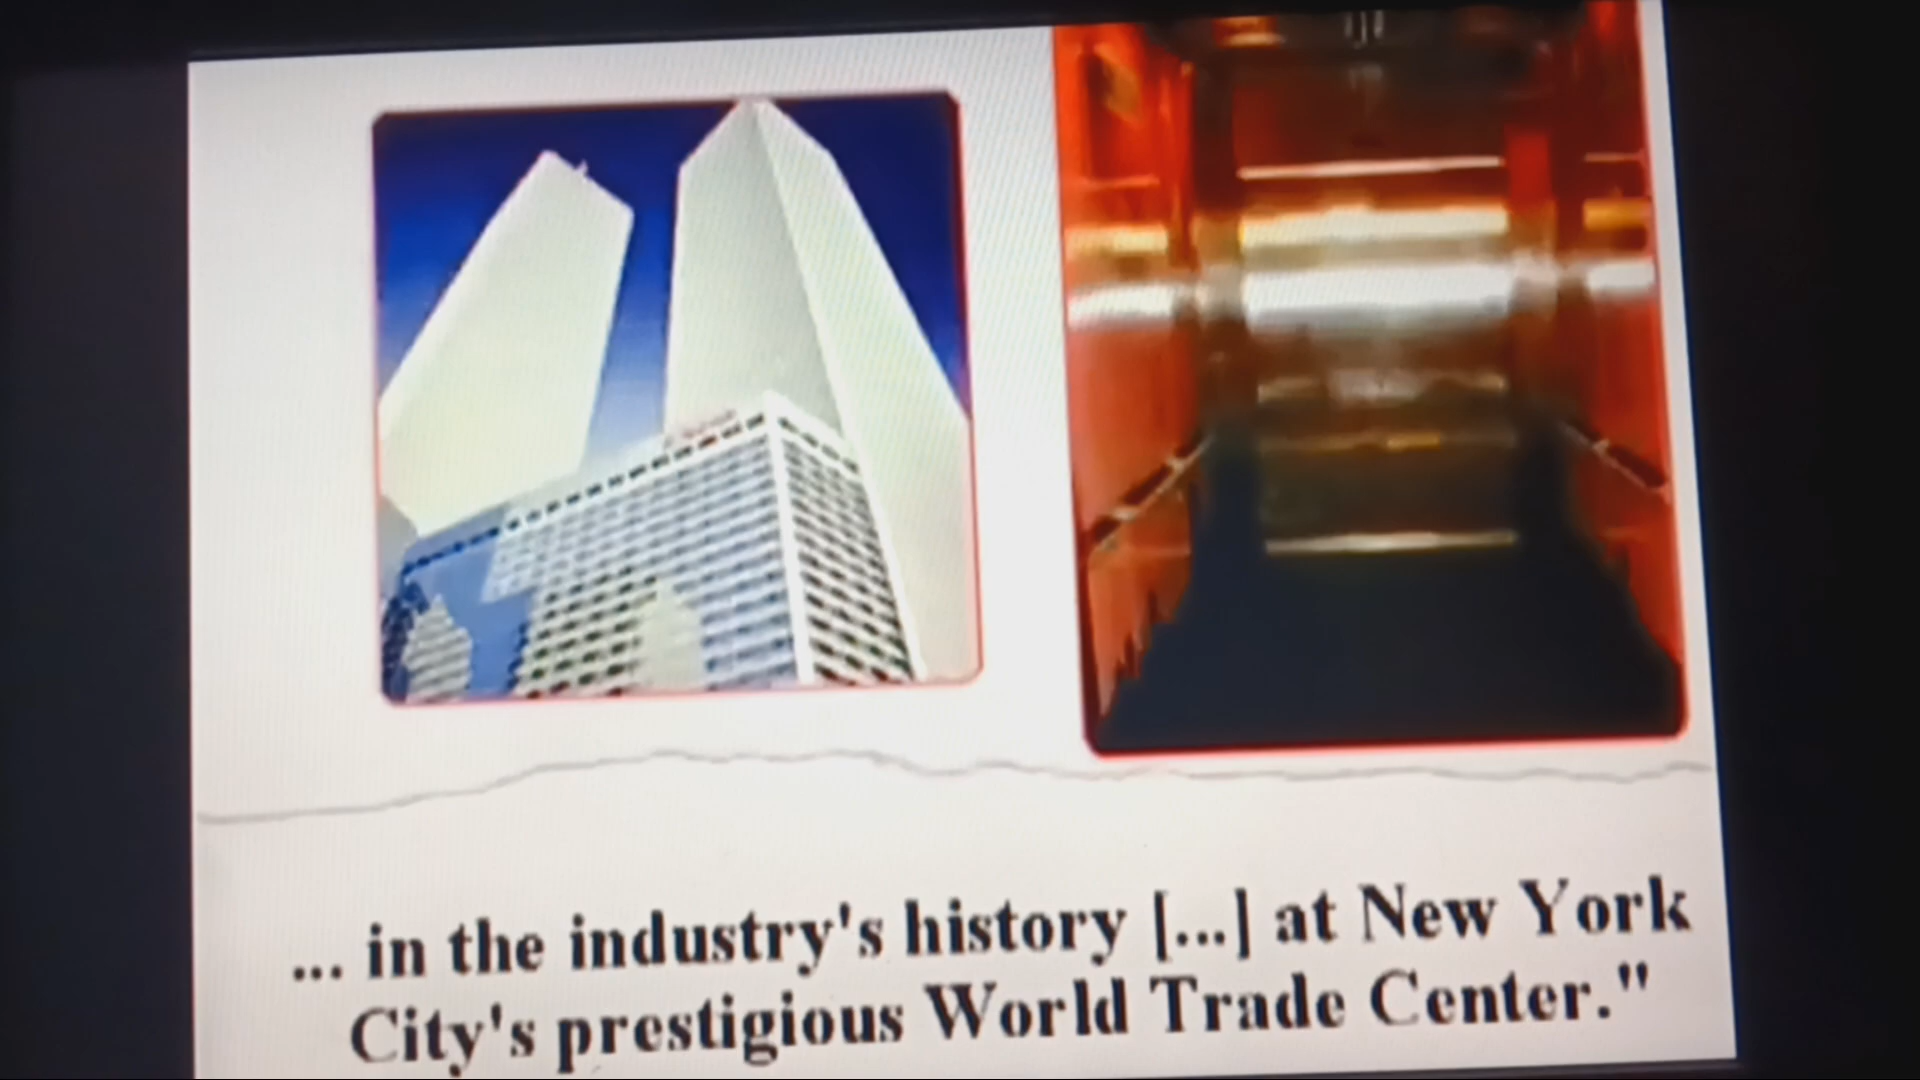 ... in the industry's history [...] at New York
City's prestigious World Trade Center."